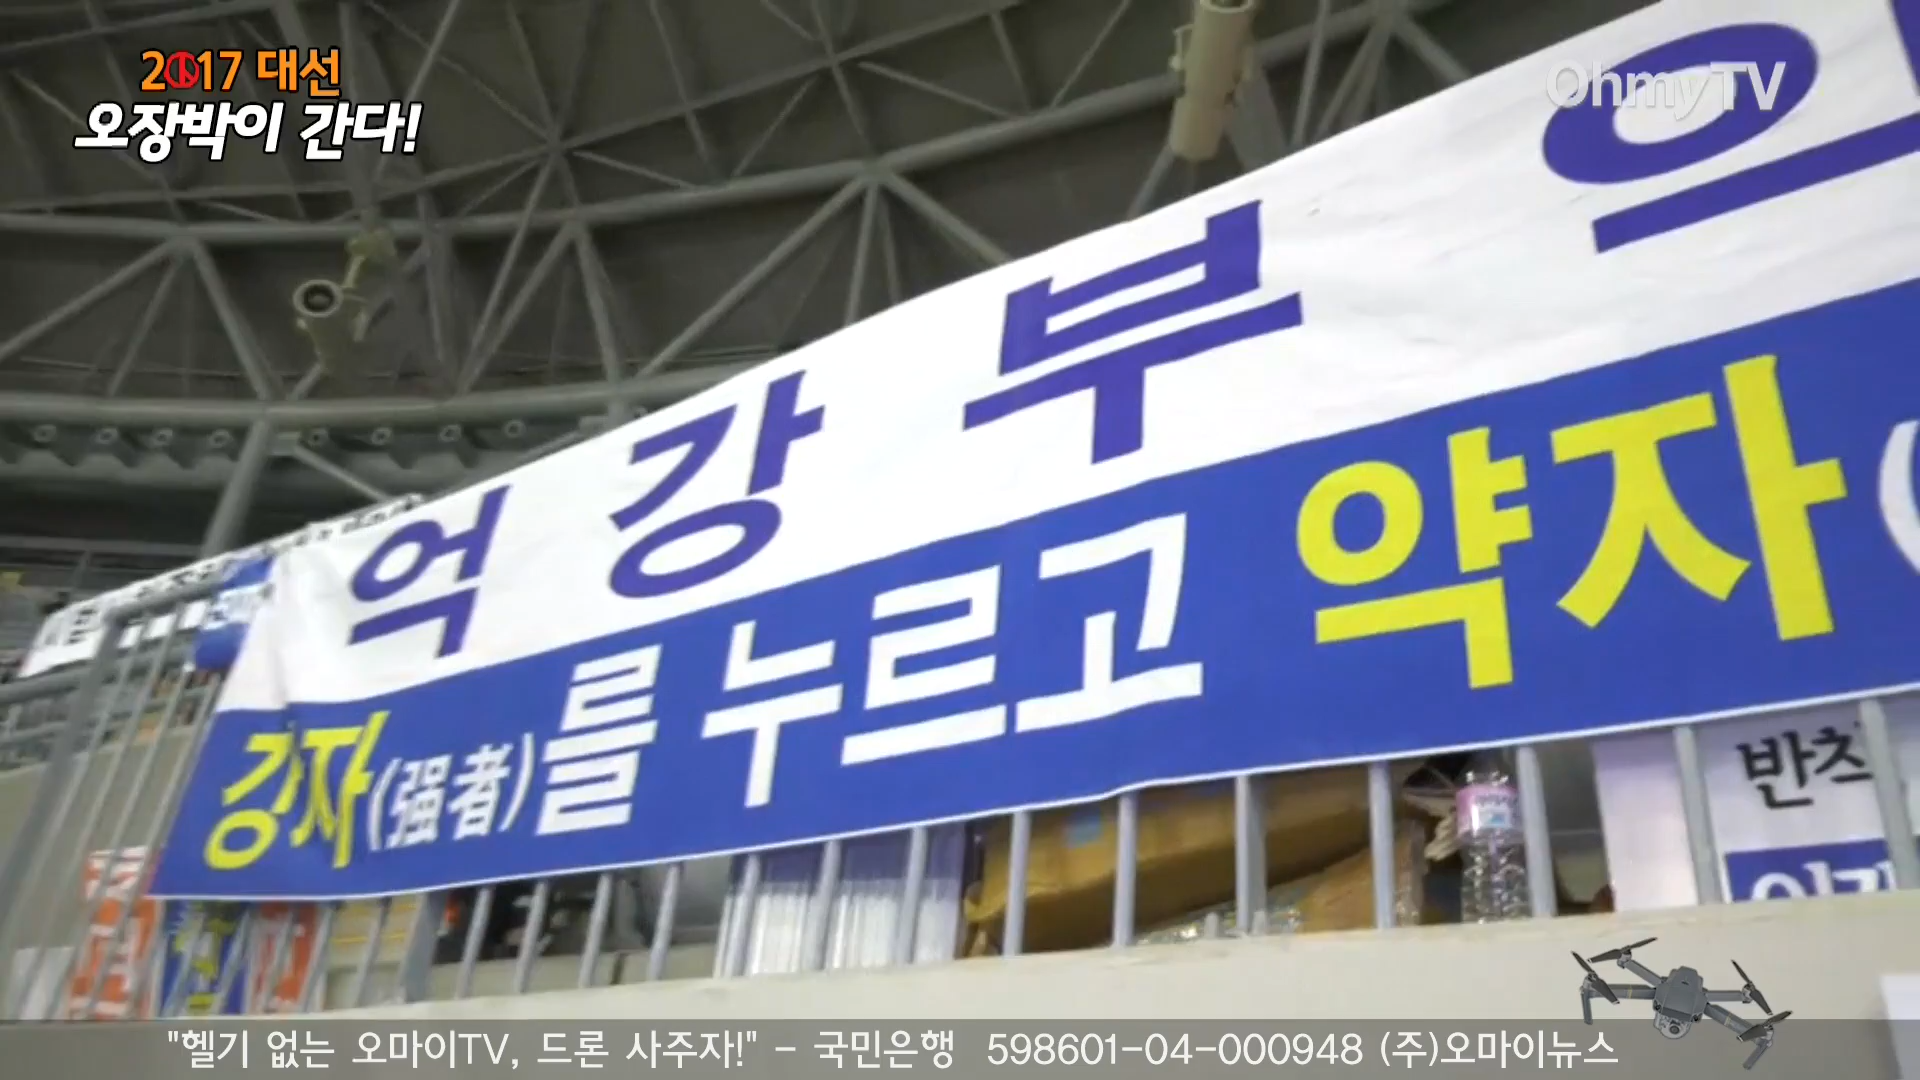 2017 대선
오장박이 간다!
OhmyTV
억 강 부
강자(强者)를 누르고 약자(
반
"헬기 없는 오마이TV, 드론 사주자!" - 국민은행 598601-04-000948 (주)오마이뉴스